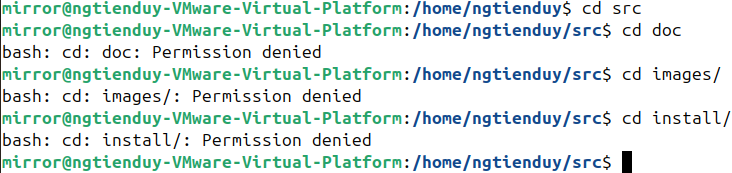 mirror@ngtienduy-VMware-Virtual-Platform:/home/ngtienduy$ cd src
mirror@ngtienduy-VMware-Virtual-Platform:/home/ngtienduy/src$ cd doc
bash: cd: doc: Permission denied
mirror@ngtienduy-VMware-Virtual-Platform:/home/ngtienduy/src$ cd images/
bash: cd: images/: Permission denied
mirror@ngtienduy-VMware-Virtual-Platform:/home/ngtienduy/src$ cd install/
bash: cd: install/: Permission denied
mirror@ngtienduy-VMware-Virtual-Platform:/home/ngtienduy/src$